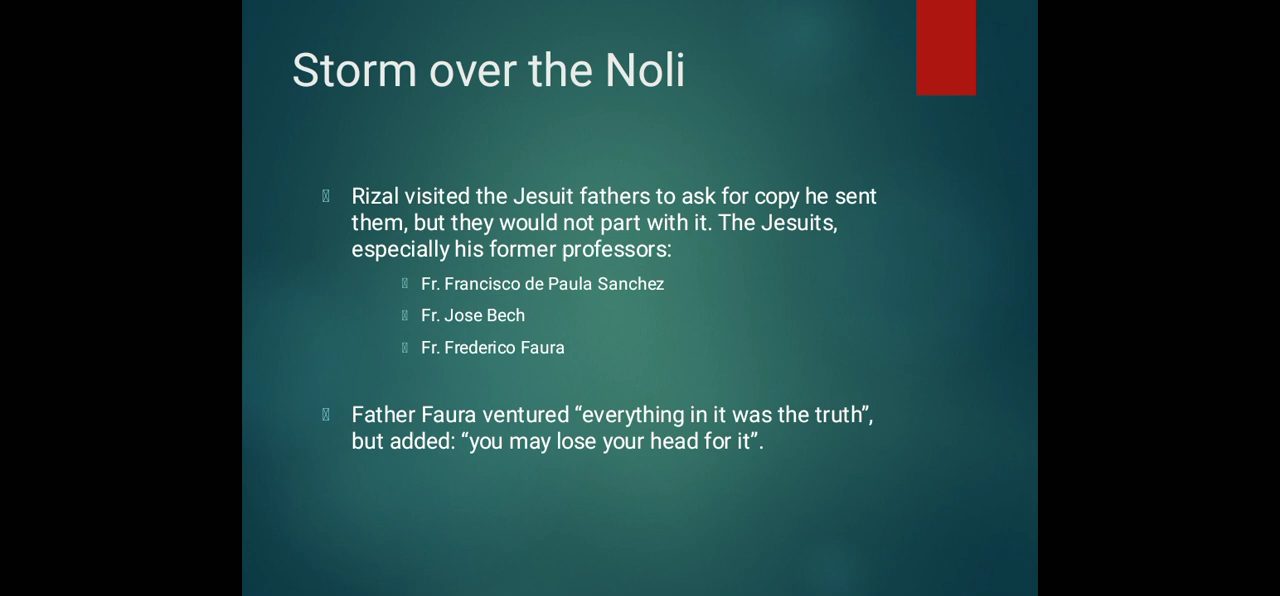 Storm over the Noli
Rizal visited the Jesuit fathers to ask for copy he sent
them, but they would not part with it. The Jesuits,
especially his former professors:
Fr. Francisco de Paula Sanchez
Fr. Jose Bech
Fr. Frederico Faura
Father Faura ventured “everything in it was the truth”,
but added: “you may lose your head for it”.